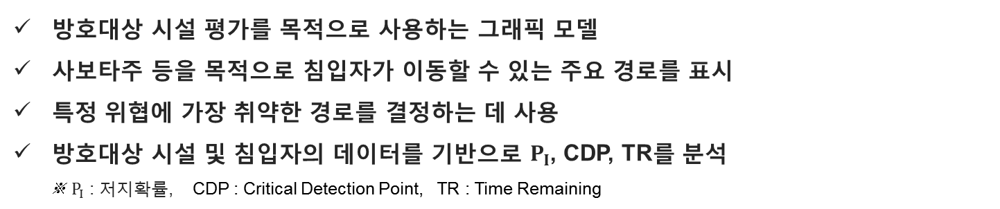 ✓ 방호대상 시설 평가를 목적으로 사용하는 그래픽 모델
✓ 사보타주 등을 목적으로 침입자가 이동할 수 있는 주요 경로를 표시
✓ 특정 위협에 가장 취약한 경로를 결정하는 데 사용
✓ 방호대상 시설 및 침입자의 데이터를 기반으로 P_I, CDP, TR를 분석
※ P_I : 저지확률, CDP : Critical Detection Point, TR : Time Remaining